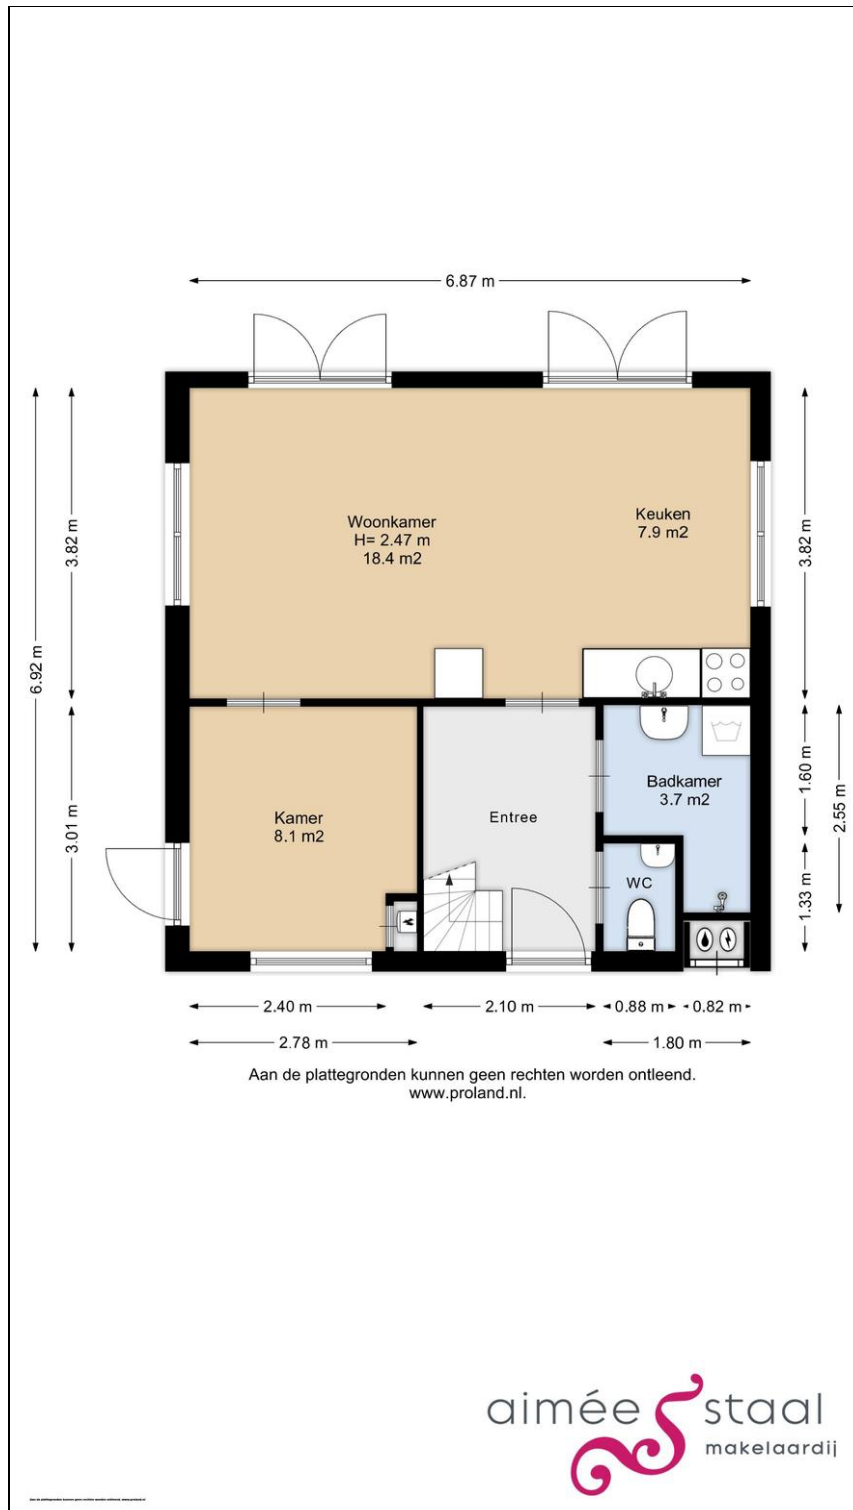 6.87 m
6.92 m
3.82 m
3.01 m
Woonkamer
H= 2.47 m
18.4 m2
Keuken
7.9 m2
3.82 m
1.60 m
2.55 m
1.33 m
Kamer
8.1 m2
Entree
Badkamer
3.7 m2
WC
2.40 m
2.10 m
0.88 m
0.82 m
2.78 m
1.80 m
Aan de plattegronden kunnen geen rechten worden ontleend.
www.proland.nl.
aimée staal
makelaardij